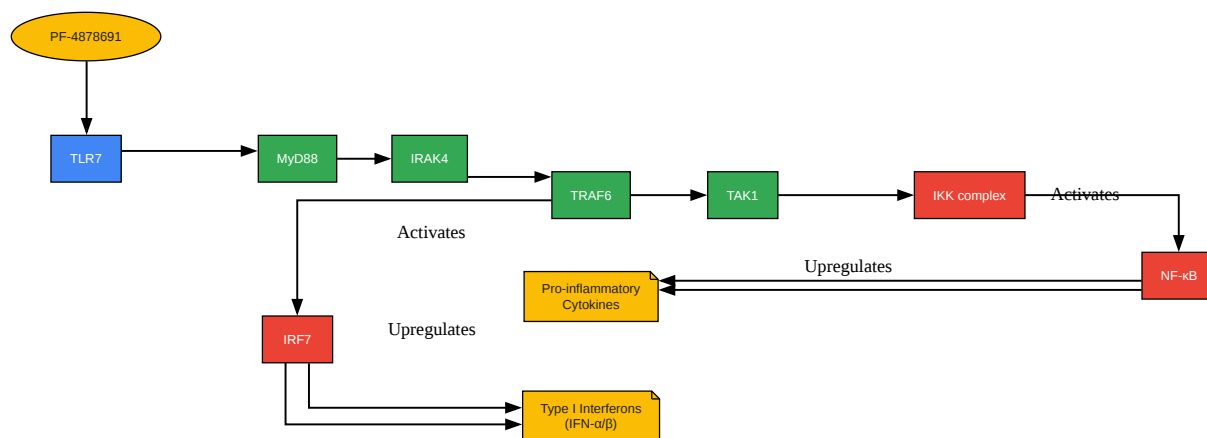 PF-4878691
TLR7
MyD88
IRAK4
TRAF6
TAK1
IKK complex
Activates
Activates
NF-κB
Upregulates
Pro-inflammatory
Cytokines
IRF7
Upregulates
Type I Interferons
(IFN-α/β)